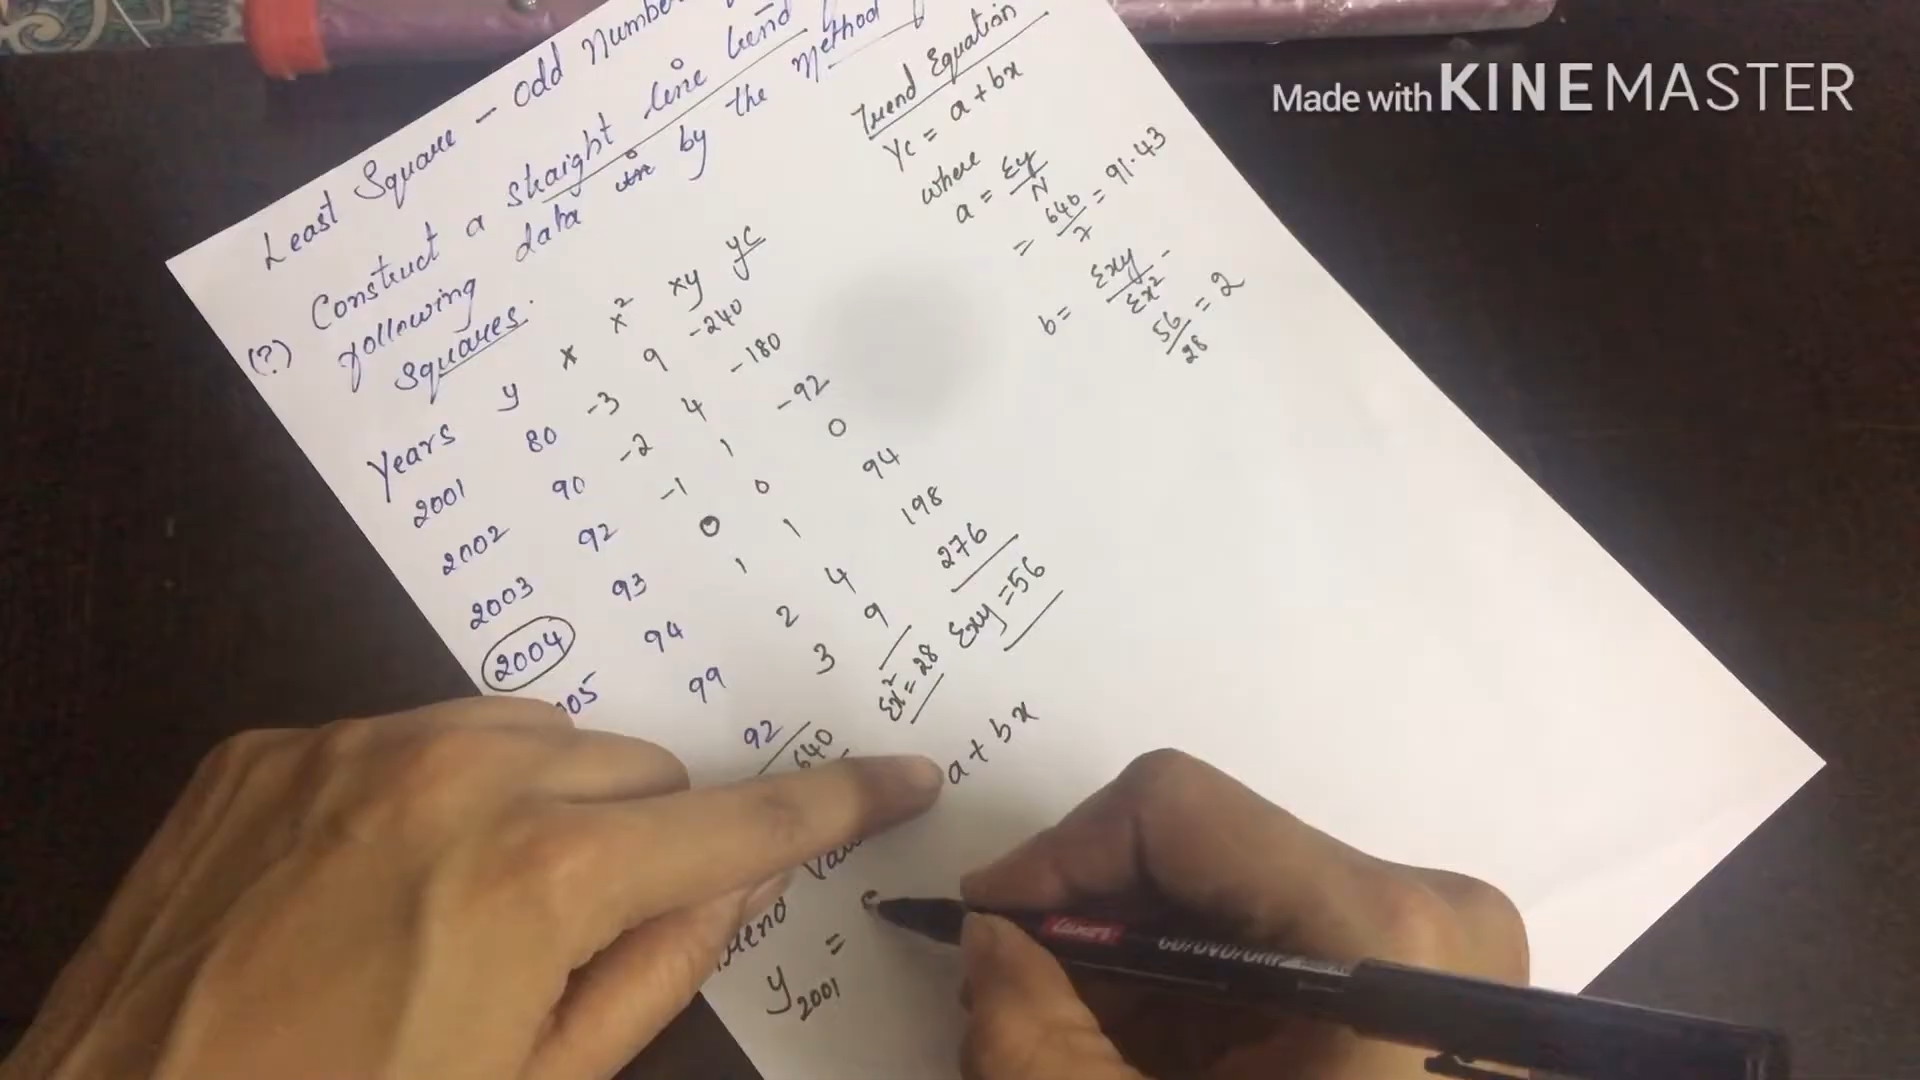 Made with KINEMASTER
Least Square - Odd Number
(?) Construct a straight line trend
following data by the Method
squares.
Years y x x² xy yc
2001 80 -3 9 -240
2002 90 -2 4 -180
2003 92 -1 1 -92
2004 93 0 0 0
05 94 1 1 94
99 2 4 198
92 3 9 276
640 Σx² = 28 Σxy = 56
a + bx
Trend
y2001 =
Trend Equation
Yc = a + bx
where
a = Σy/N
= 640/7 = 91.43
b = Σxy/Σx²
56/28 = 2